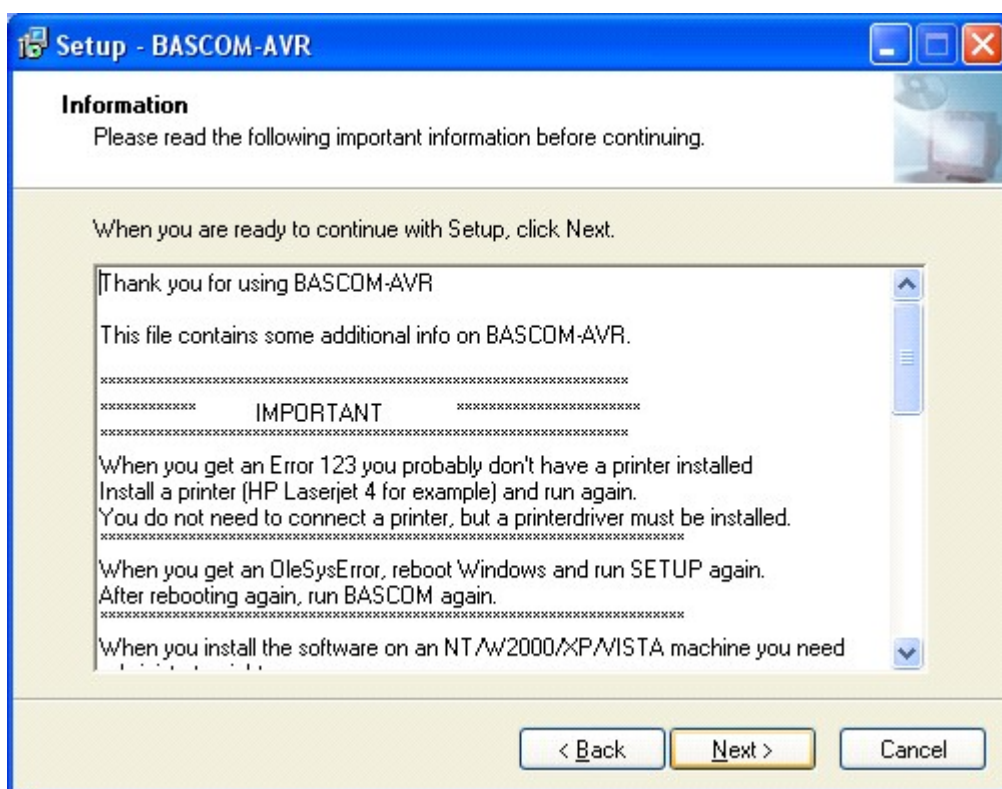 Setup - BASCOM-AVR
Information
Please read the following important information before continuing.
When you are ready to continue with Setup, click Next.
Thank you for using BASCOM-AVR
This file contains some additional info on BASCOM-AVR.
******************************************************************
************ IMPORTANT ***********************
******************************************************************
When you get an Error 123 you probably don't have a printer installed
Install a printer (HP Laserjet 4 for example) and run again.
You do not need to connect a printer, but a printerdriver must be installed.
*************************************************************************
When you get an OleSysError, reboot Windows and run SETUP again.
After rebooting again, run BASCOM again.
*************************************************************************
When you install the software on an NT/W2000/XP/VISTA machine you need
< Back
Next >
Cancel